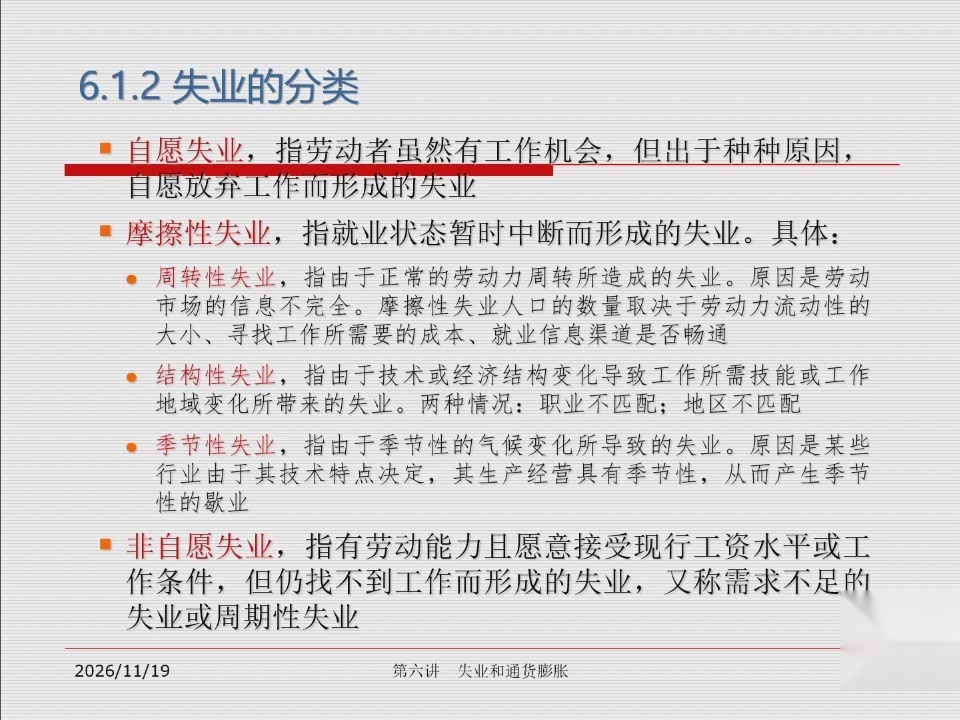 6.1.2 失业的分类
自愿失业，指劳动者虽然有工作机会，但出于种种原因，
自愿放弃工作而形成的失业
摩擦性失业，指就业状态暂时中断而形成的失业。具体：
周转性失业，指由于正常的劳动力周转所造成的失业。原因是劳动
市场的信息不完全。摩擦性失业人口的数量取决于劳动力流动性的
大小、寻找工作所需要的成本、就业信息渠道是否畅通
结构性失业，指由于技术或经济结构变化导致工作所需技能或工作
地域变化所带来的失业。两种情况：职业不匹配；地区不匹配
季节性失业，指由于季节性的气候变化所导致的失业。原因是某些
行业由于其技术特点决定，其生产经营具有季节性，从而产生季节
性的歇业
非自愿失业，指有劳动能力且愿意接受现行工资水平或工
作条件，但仍找不到工作而形成的失业，又称需求不足的
失业或周期性失业
2026/11/19 第六讲 失业和通货膨胀